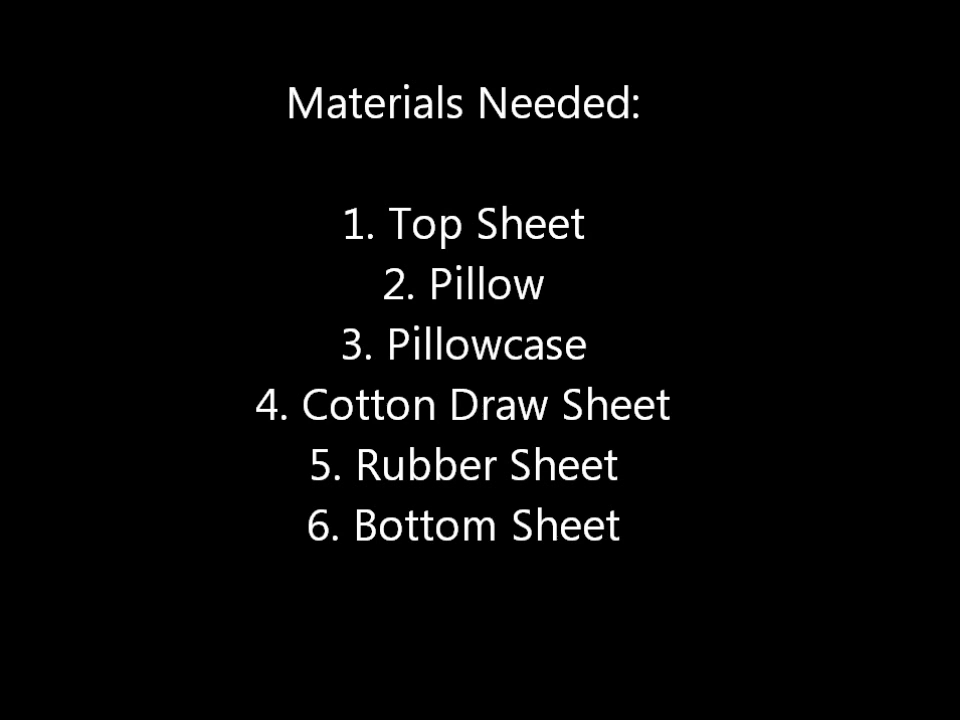 Materials Needed:
1. Top Sheet
2. Pillow
3. Pillowcase
4. Cotton Draw Sheet
5. Rubber Sheet
6. Bottom Sheet